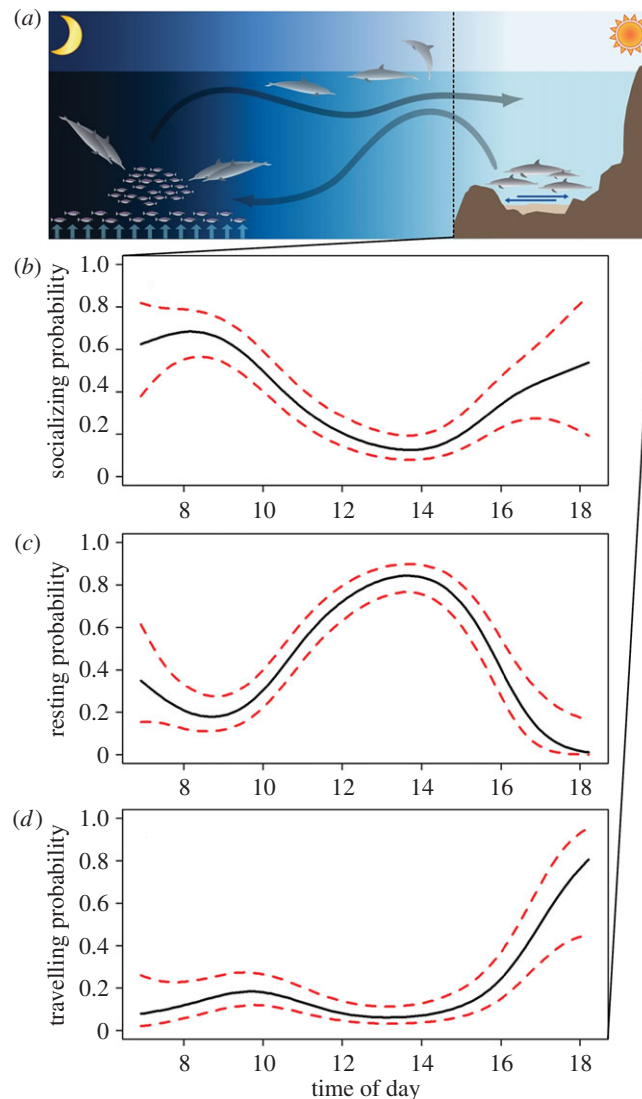 (a)
(b)
1.0
0.8
0.6
0.4
0.2
0
socializing probability
8 10 12 14 16 18
(c)
1.0
0.8
0.6
0.4
0.2
0
resting probability
8 10 12 14 16 18
(d)
1.0
0.8
0.6
0.4
0.2
0
travelling probability
8 10 12 14 16 18
time of day